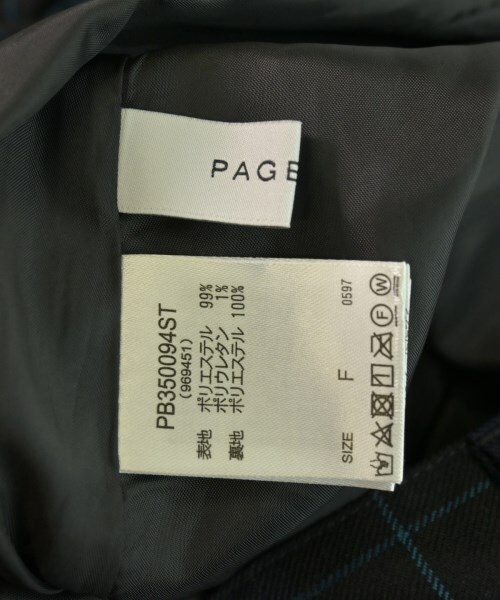 PAGE
PB350094ST
(969451)
表地 ポリエステル 99%
ポリウレタン 1%
裏地 ポリエステル 100%
SIZE F 0597